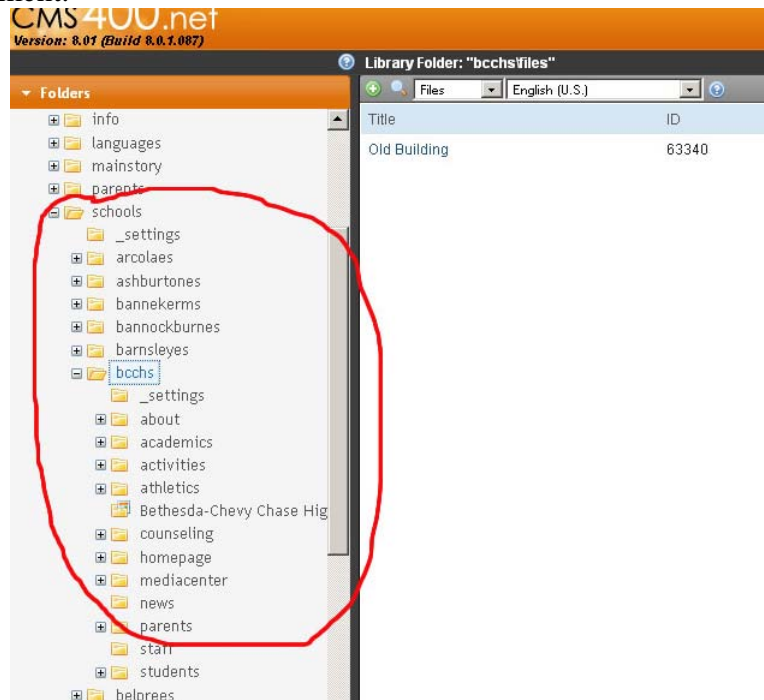 CMS400.net
Version: 8.01 (Build 8.0.1.087)
Library Folder: "bcchs\files"
Folders
Files
English (U.S.)
Title ID
Old Building 63340
info
languages
mainstory
parents
schools
_settings
arcolaes
ashburtones
bannekerms
bannockburnes
barnsleyes
bcchs
_settings
about
academics
activities
athletics
Bethesda-Chevy Chase Hig
counseling
homepage
mediacenter
news
parents
staff
students
belprees